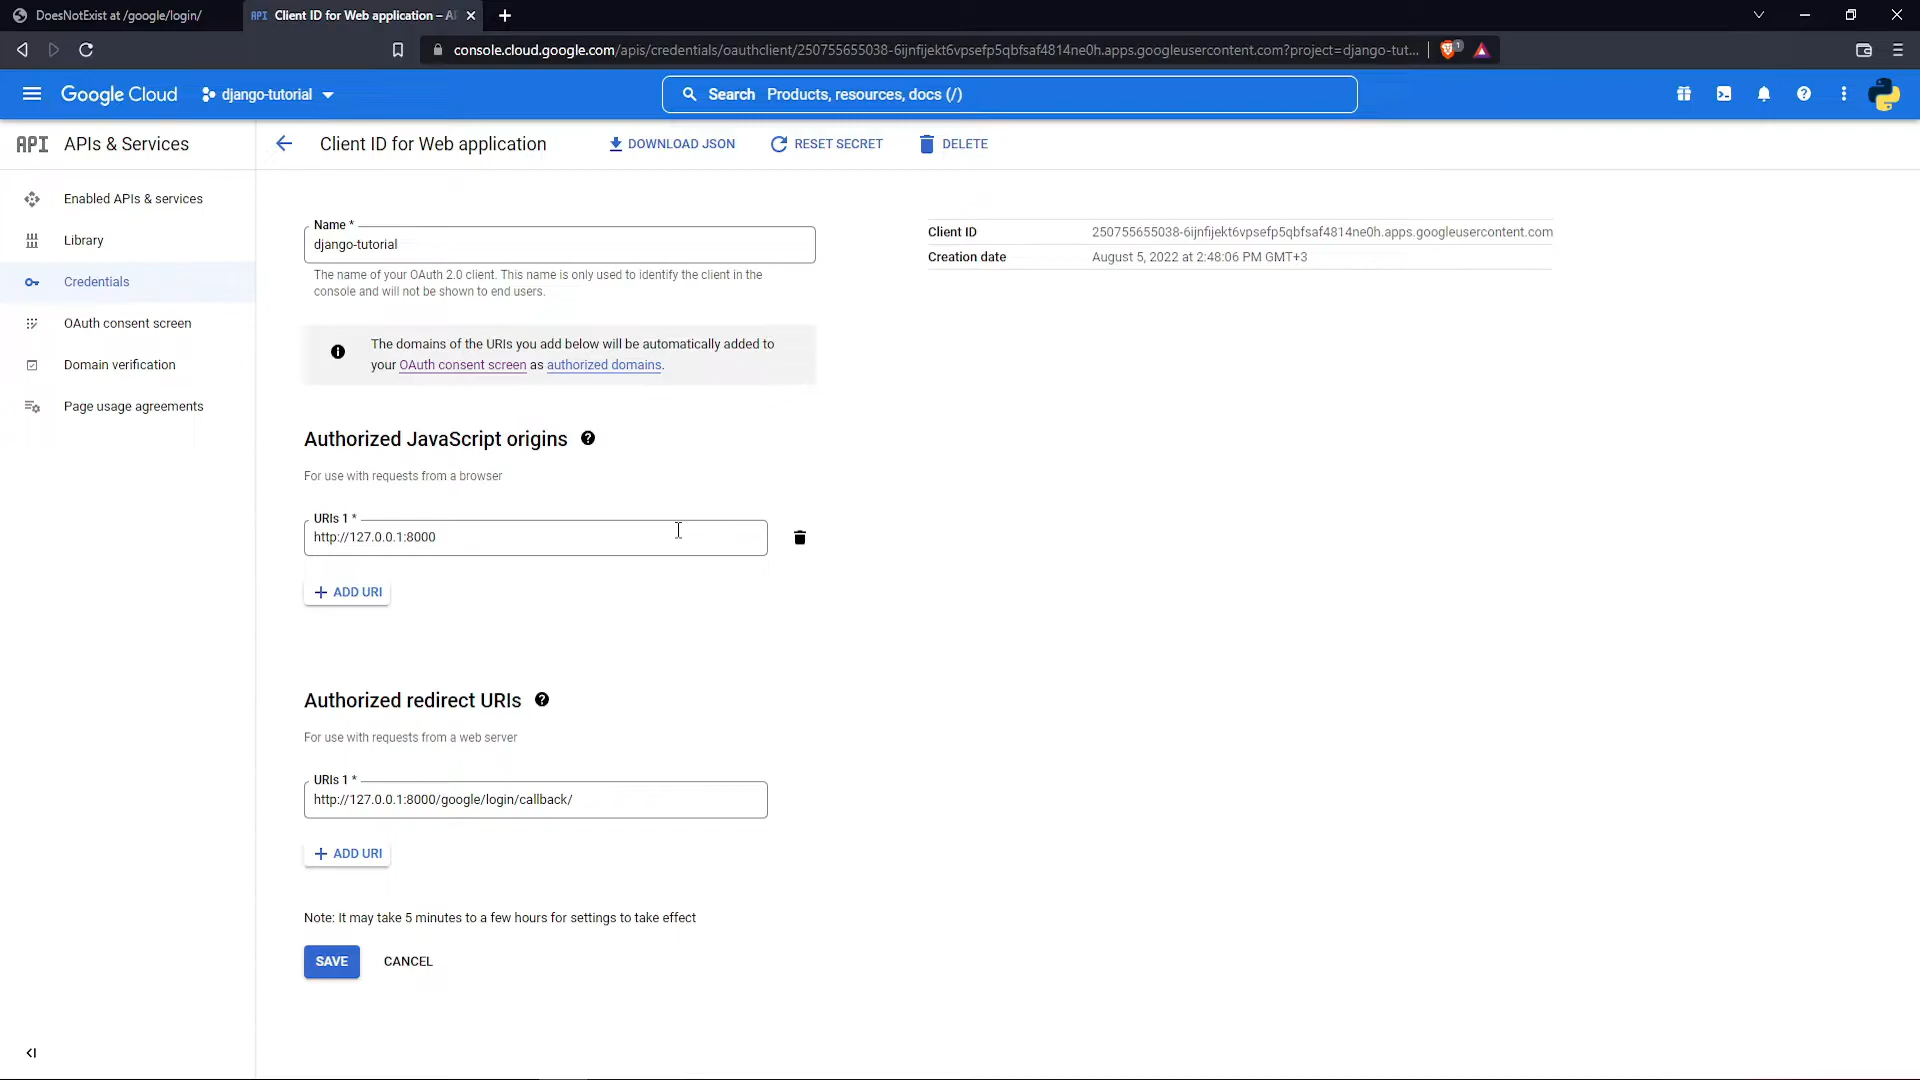 DoesNotExist at /google/login/
API Client ID for Web application – A
console.cloud.google.com/apis/credentials/oauthclient/250755655038-6ijnfijekt6vpsefp5qbfsaf4814ne0h.apps.googleusercontent.com?project=django-tut...
1
Google Cloud
django-tutorial
Search Products, resources, docs (/)
API APIs & Services
Client ID for Web application
DOWNLOAD JSON
RESET SECRET
DELETE
Enabled APIs & services
Library
Credentials
OAuth consent screen
Domain verification
Page usage agreements
Name *
django-tutorial
The name of your OAuth 2.0 client. This name is only used to identify the client in the
console and will not be shown to end users.
Client ID 250755655038-6ijnfijekt6vpsefp5qbfsaf4814ne0h.apps.googleusercontent.com
Creation date August 5, 2022 at 2:48:06 PM GMT+3
The domains of the URIs you add below will be automatically added to
your OAuth consent screen as authorized domains.
Authorized JavaScript origins
For use with requests from a browser
URIs 1 *
http://127.0.0.1:8000
+ ADD URI
Authorized redirect URIs
For use with requests from a web server
URIs 1 *
http://127.0.0.1:8000/google/login/callback/
+ ADD URI
Note: It may take 5 minutes to a few hours for settings to take effect
SAVE
CANCEL